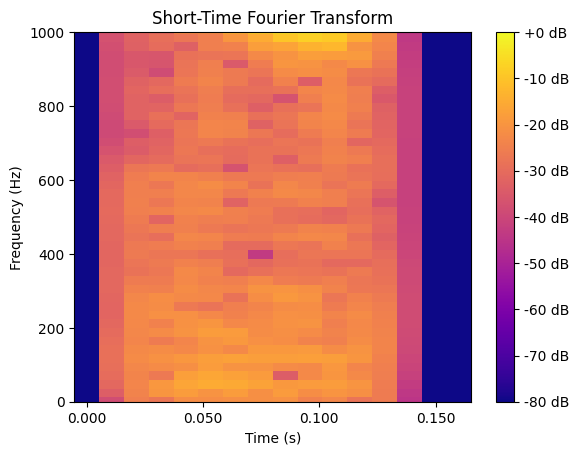 Short-Time Fourier Transform
1000
800
600
400
200
0
Frequency (Hz)
0.000
0.050
0.100
0.150
Time (s)
+0 dB
-10 dB
-20 dB
-30 dB
-40 dB
-50 dB
-60 dB
-70 dB
-80 dB